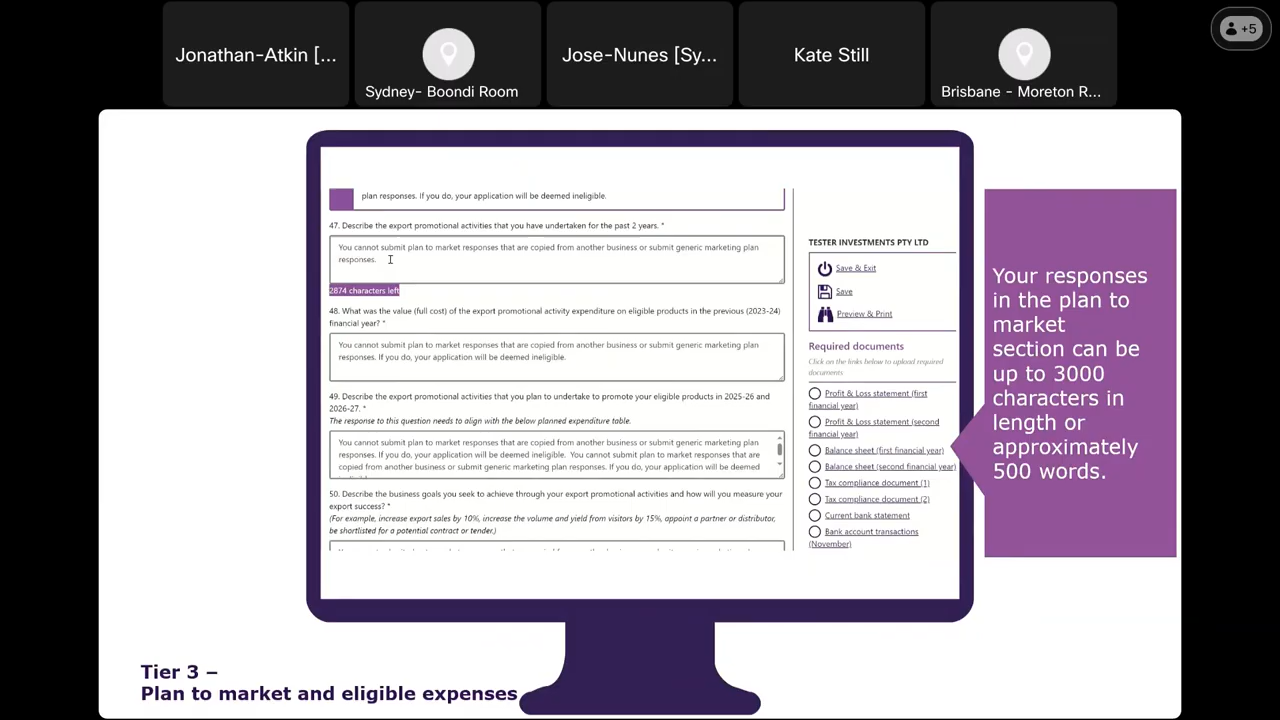 Jonathan-Atkin [...
Sydney- Boondi Room
Jose-Nunes [Sy...
Kate Still
Brisbane - Moreton R...
+5
plan responses. If you do, your application will be deemed ineligible.
47. Describe the export promotional activities that you have undertaken for the past 2 years. *
You cannot submit plan to market responses that are copied from another business or submit generic marketing plan
responses.
2874 characters left
48. What was the value (full cost) of the export promotional activity expenditure on eligible products in the previous (2023-24)
financial year? *
You cannot submit plan to market responses that are copied from another business or submit generic marketing plan
responses. If you do, your application will be deemed ineligible.
49. Describe the export promotional activities that you plan to undertake to promote your eligible products in 2025-26 and
2026-27. *
The response to this question needs to align with the below planned expenditure table.
You cannot submit plan to market responses that are copied from another business or submit generic marketing plan
responses. If you do, your application will be deemed ineligible. You cannot submit plan to market responses that are
copied from another business or submit generic marketing plan responses. If you do, your application will be deemed
50. Describe the business goals you seek to achieve through your export promotional activities and how will you measure your
export success? *
(For example, increase export sales by 10%, increase the volume and yield from visitors by 15%, appoint a partner or distributor,
be shortlisted for a potential contract or tender.)
TESTER INVESTMENTS PTY LTD
Save & Exit
Save
Preview & Print
Required documents
Click on the links below to upload required
documents
Profit & Loss statement (first
financial year)
Profit & Loss statement (second
financial year)
Balance sheet (first financial year)
Balance sheet (second financial year)
Tax compliance document (1)
Tax compliance document (2)
Current bank statement
Bank account transactions
(November)
Your responses
in the plan to
market
section can be
up to 3000
characters in
length or
approximately
500 words.
Tier 3 –
Plan to market and eligible expenses